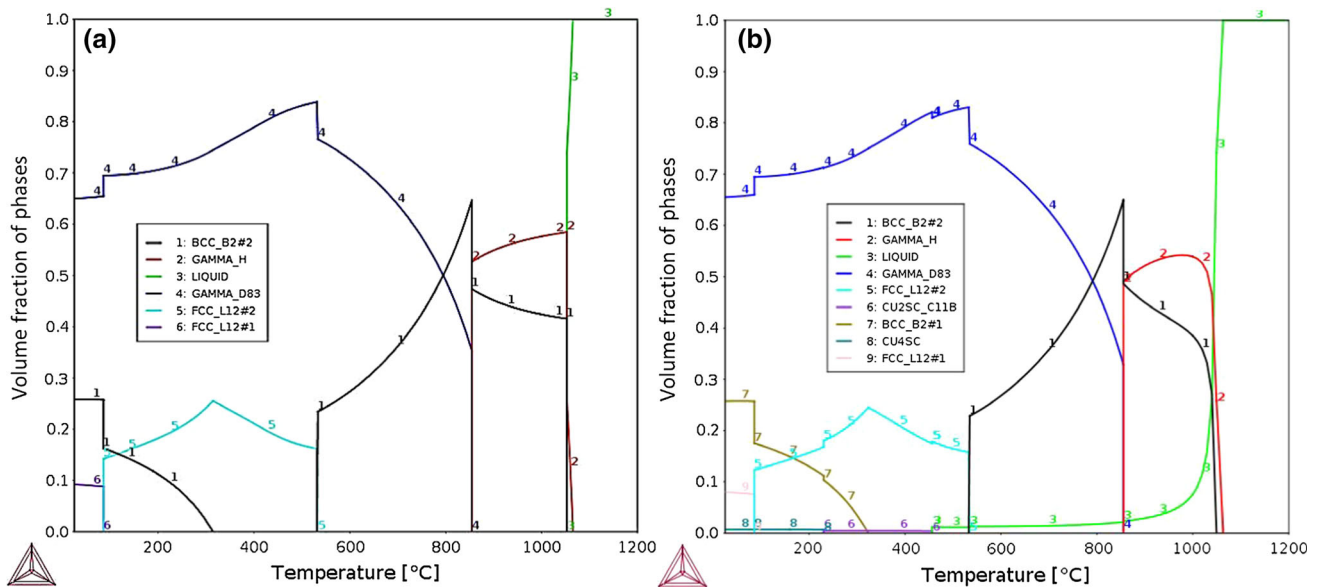 (a)
Volume fraction of phases
1.0
0.9
0.8
0.7
0.6
0.5
0.4
0.3
0.2
0.1
0.0
1: BCC_B2#2
2: GAMMA_H
3: LIQUID
4: GAMMA_D83
5: FCC_L12#2
6: FCC_L12#1
200
400
600
800
1000
1200
Temperature [°C]
(b)
Volume fraction of phases
1.0
0.9
0.8
0.7
0.6
0.5
0.4
0.3
0.2
0.1
0.0
1: BCC_B2#2
2: GAMMA_H
3: LIQUID
4: GAMMA_D83
5: FCC_L12#2
6: CU2SC_C11B
7: BCC_B2#1
8: CU4SC
9: FCC_L12#1
200
400
600
800
1000
1200
Temperature [°C]